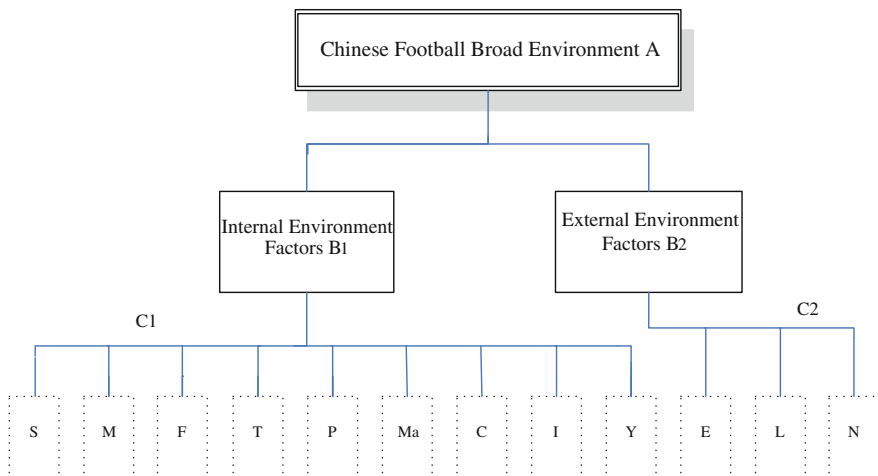 Chinese Football Broad Environment A
Internal Environment
Factors B1
External Environment
Factors B2
C1
C2
S
M
F
T
P
Ma
C
I
Y
E
L
N